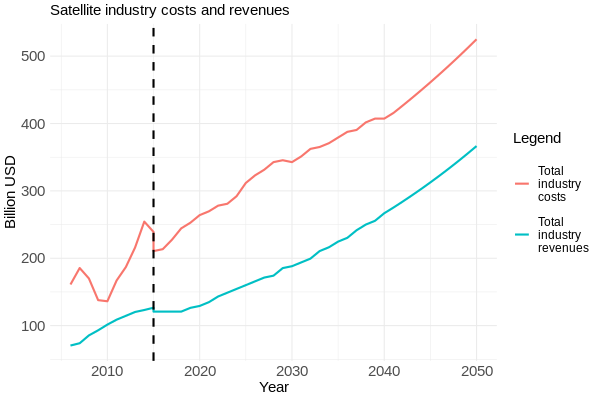 Satellite industry costs and revenues
Billion USD
500
400
300
200
100
2010 2020 2030 2040 2050
Year
Legend
Total
industry
costs
Total
industry
revenues